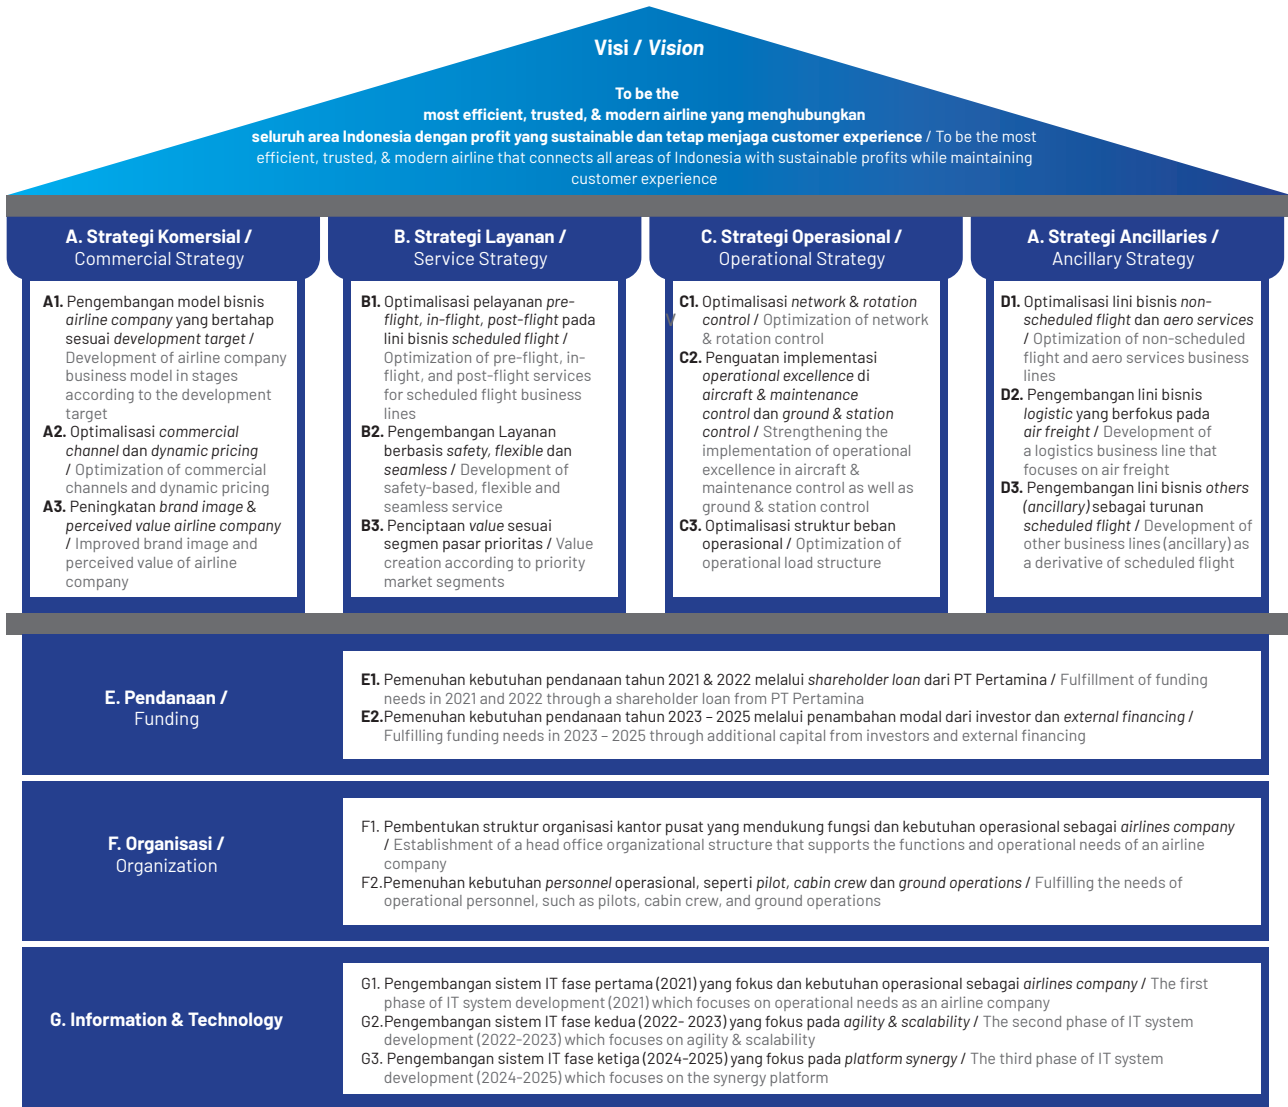 Visi / Vision
To be the
most efficient, trusted, & modern airline yang menghubungkan
seluruh area Indonesia dengan profit yang sustainable dan tetap menjaga customer experience / To be the most
efficient, trusted, & modern airline that connects all areas of Indonesia with sustainable profits while maintaining
customer experience
A. Strategi Komersial /
Commercial Strategy
A1. Pengembangan model bisnis
airline company yang bertahap
sesuai development target /
Development of airline company
business model in stages
according to the development
target
A2. Optimalisasi commercial
channel dan dynamic pricing
/ Optimization of commercial
channels and dynamic pricing
A3. Peningkatan brand image &
perceived value airline company
/ Improved brand image and
perceived value of airline
company
B. Strategi Layanan /
Service Strategy
B1. Optimalisasi pelayanan pre-
flight, in-flight, post-flight pada
lini bisnis scheduled flight /
Optimization of pre-flight, in-
flight, and post-flight services
for scheduled flight business
lines
B2. Pengembangan Layanan
berbasis safety, flexible dan
seamless / Development of
safety-based, flexible and
seamless service
B3. Penciptaan value sesuai
segmen pasar prioritas / Value
creation according to priority
market segments
C. Strategi Operasional /
Operational Strategy
V
C1. Optimalisasi network & rotation
control / Optimization of network
& rotation control
C2. Penguatan implementasi
operational excellence di
aircraft & maintenance
control dan ground & station
control / Strengthening the
implementation of operational
excellence in aircraft &
maintenance control as well as
ground & station control
C3. Optimalisasi struktur beban
operasional / Optimization of
operational load structure
A. Strategi Ancillaries /
Ancillary Strategy
D1. Optimalisasi lini bisnis non-
scheduled flight dan aero services
/ Optimization of non-scheduled
flight and aero services business
lines
D2. Pengembangan lini bisnis
logistic yang berfokus pada
air freight / Development of
a logistics business line that
focuses on air freight
D3. Pengembangan lini bisnis others
(ancillary) sebagai turunan
scheduled flight / Development of
other business lines (ancillary) as
a derivative of scheduled flight
E. Pendanaan /
Funding
E1. Pemenuhan kebutuhan pendanaan tahun 2021 & 2022 melalui shareholder loan dari PT Pertamina / Fulfillment of funding
needs in 2021 and 2022 through a shareholder loan from PT Pertamina
E2.Pemenuhan kebutuhan pendanaan tahun 2023 – 2025 melalui penambahan modal dari investor dan external financing /
Fulfilling funding needs in 2023 – 2025 through additional capital from investors and external financing
F. Organisasi /
Organization
F1. Pembentukan struktur organisasi kantor pusat yang mendukung fungsi dan kebutuhan operasional sebagai airlines company
/ Establishment of a head office organizational structure that supports the functions and operational needs of an airline
company
F2.Pemenuhan kebutuhan personnel operasional, seperti pilot, cabin crew dan ground operations / Fulfilling the needs of
operational personnel, such as pilots, cabin crew, and ground operations
G. Information & Technology
G1. Pengembangan sistem IT fase pertama (2021) yang fokus dan kebutuhan operasional sebagai airlines company / The first
phase of IT system development (2021) which focuses on operational needs as an airline company
G2.Pengembangan sistem IT fase kedua (2022- 2023) yang fokus pada agility & scalability / The second phase of IT system
development (2022-2023) which focuses on agility & scalability
G3. Pengembangan sistem IT fase ketiga (2024-2025) yang fokus pada platform synergy / The third phase of IT system
development (2024-2025) which focuses on the synergy platform